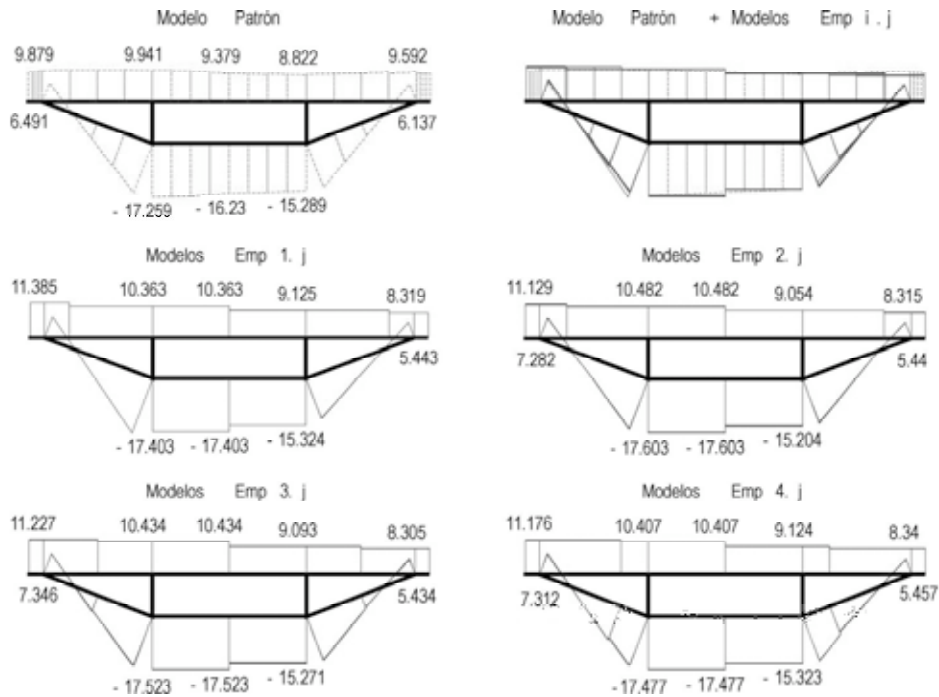 Modelo Patrón
9.879 9.941 9.379 8.822 9.592
6.491 6.137
- 17.259 - 16.23 - 15.289
Modelo Patrón + Modelos Emp i . j
Modelos Emp 1. j
11.385 10.363 10.363 9.125 8.319
5.443
- 17.403 - 17.403 - 15.324
Modelos Emp 2. j
11.129 10.482 10.482 9.054 8.315
7.282 5.44
- 17.603 - 17.603 - 15.204
Modelos Emp 3. j
11.227 10.434 10.434 9.093 8.305
7.346 5.434
- 17.523 - 17.523 - 15.271
Modelos Emp 4. j
11.176 10.407 10.407 9.124 8.34
7.312 5.457
- 17.477 - 17.477 - 15.323